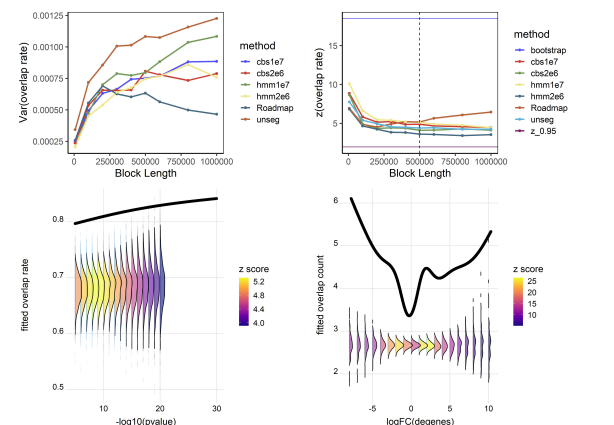 0.00125
0.00100
0.00075
0.00050
0.00025
Var(overlap rate)
0 250000 500000 750000 1000000
Block Length
method
cbs1e7
cbs2e6
hmm1e7
hmm2e6
Roadmap
unseg
15
10
5
z(overlap rate)
0 250000 500000 750000 1000000
Block Length
method
bootstrap
cbs1e7
cbs2e6
hmm1e7
hmm2e6
Roadmap
unseg
z_0.95
0.8
0.7
0.6
0.5
fitted overlap rate
10 20 30
-log10(pvalue)
z score
5.2
4.8
4.4
4.0
6
5
4
3
2
fitted overlap count
-5 0 5 10
logFC(degenes)
z score
25
20
15
10